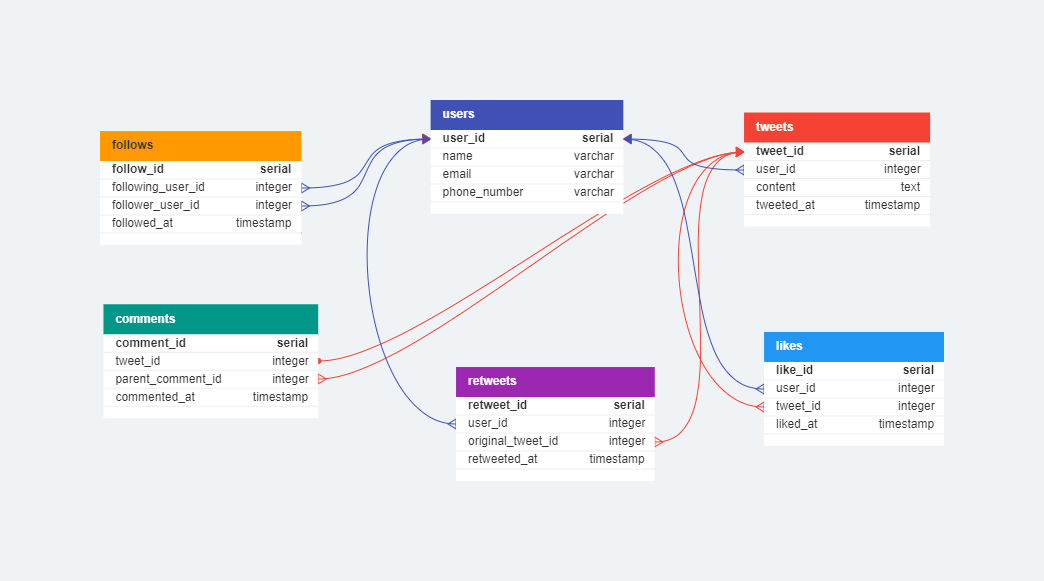 follows
follow_id serial
following_user_id integer
follower_user_id integer
followed_at timestamp
users
user_id serial
name varchar
email varchar
phone_number varchar
tweets
tweet_id serial
user_id integer
content text
tweeted_at timestamp
comments
comment_id serial
tweet_id integer
parent_comment_id integer
commented_at timestamp
retweets
retweet_id serial
user_id integer
original_tweet_id integer
retweeted_at timestamp
likes
like_id serial
user_id integer
tweet_id integer
liked_at timestamp